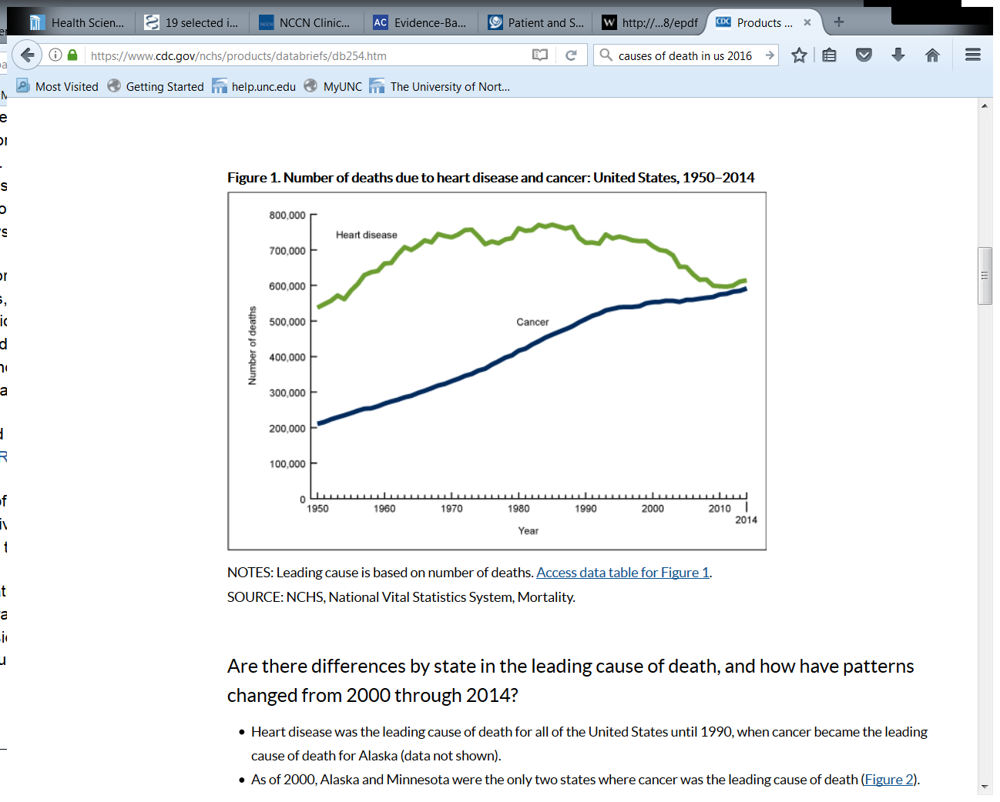 Health Scien...
19 selected i...
NCCN Clinic...
AC Evidence-Ba...
Patient and S...
W http://...8/epdf
CDC Products ...
https://www.cdc.gov/nchs/products/databriefs/db254.htm
causes of death in us 2016
Most Visited
Getting Started
help.unc.edu
MyUNC
The University of Nort...
Figure 1. Number of deaths due to heart disease and cancer: United States, 1950–2014
800,000
700,000
600,000
500,000
400,000
300,000
200,000
100,000
0
Number of deaths
Heart disease
Cancer
1950 1960 1970 1980 1990 2000 2010
2014
Year
NOTES: Leading cause is based on number of deaths. Access data table for Figure 1.
SOURCE: NCHS, National Vital Statistics System, Mortality.
Are there differences by state in the leading cause of death, and how have patterns
changed from 2000 through 2014?
• Heart disease was the leading cause of death for all of the United States until 1990, when cancer became the leading
cause of death for Alaska (data not shown).
• As of 2000, Alaska and Minnesota were the only two states where cancer was the leading cause of death (Figure 2).